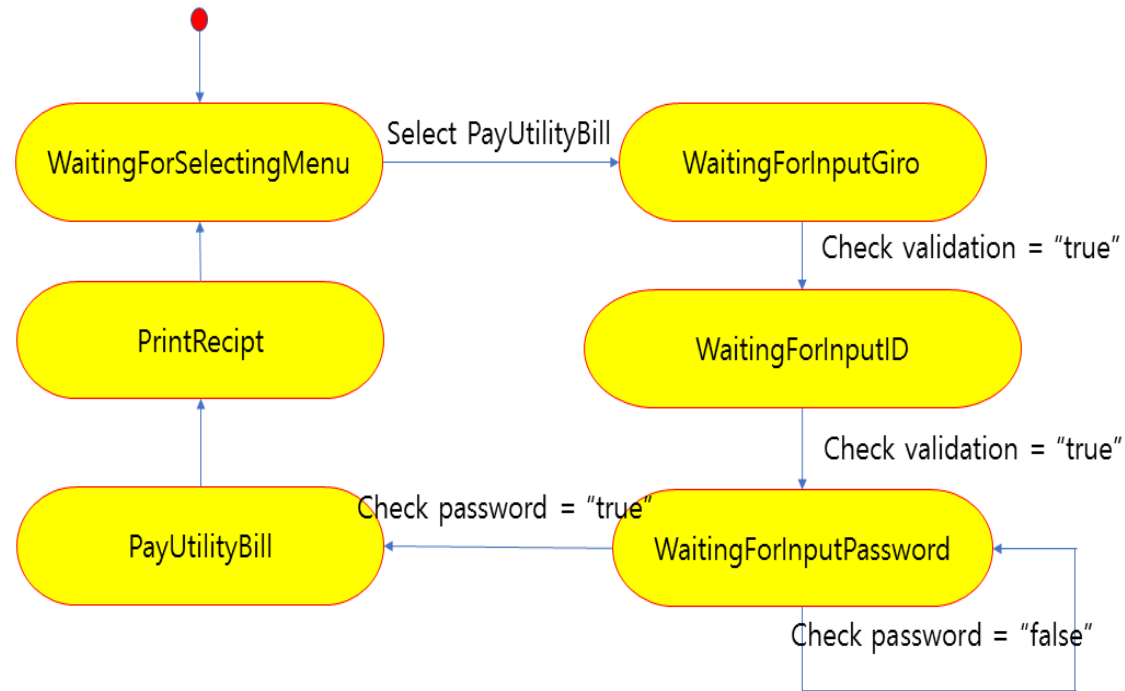 Select PayUtilityBill
WaitingForSelectingMenu
WaitingForInputGiro
Check validation = “true”
PrintRecipt
WaitingForInputID
Check validation = “true”
Check password = “true”
PayUtilityBill
WaitingForInputPassword
Check password = “false”